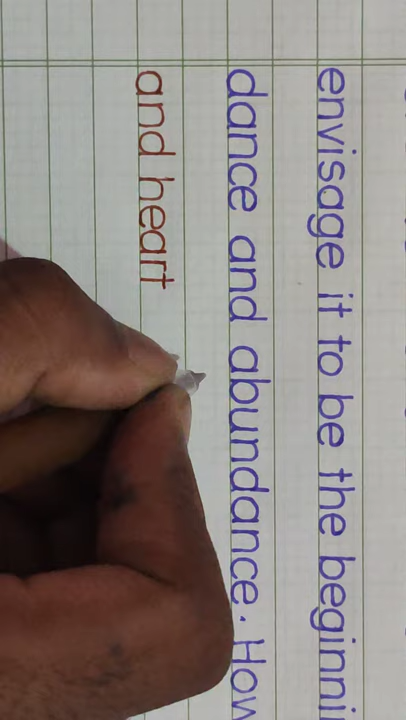 envisage it to be the beginni
dance and abundance. How
and heart